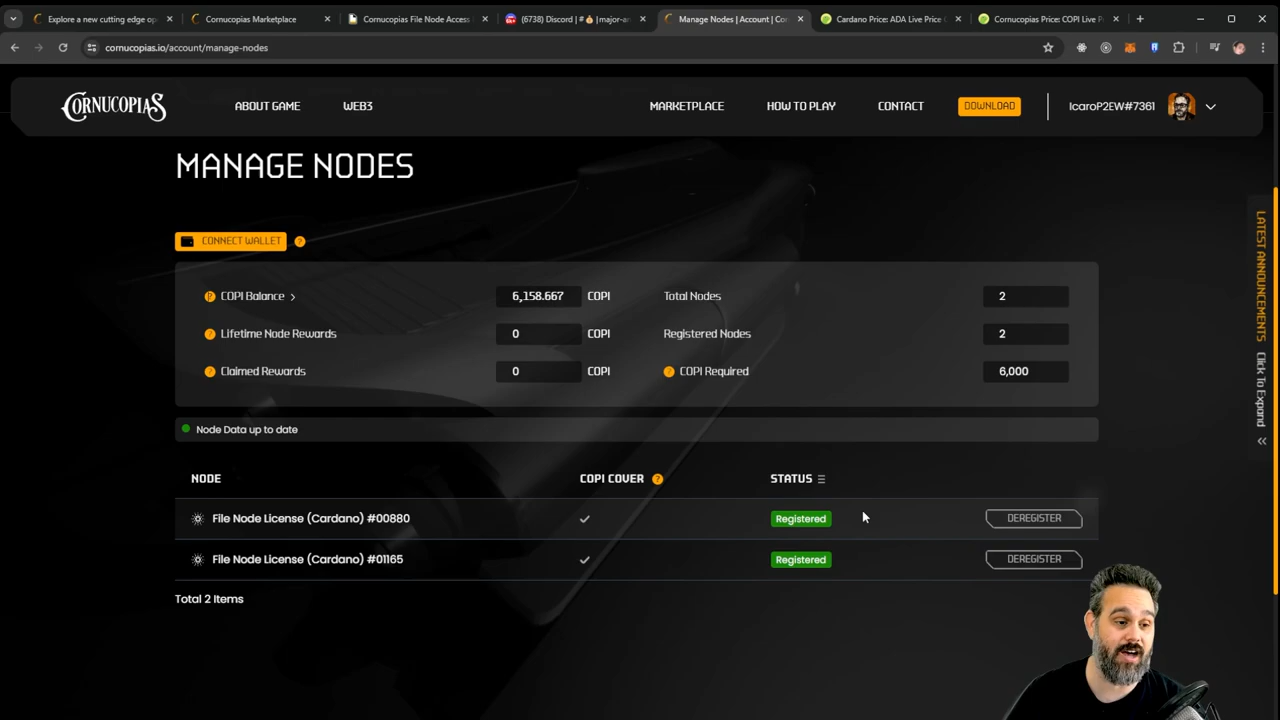 Explore a new cutting edge op
Cornucopias Marketplace
Cornucopias File Node Access
(6738) Discord | # | major-an
Manage Nodes | Account | Co
Cardano Price: ADA Live Price
Cornucopias Price: COPI Live P
cornucopias.io/account/manage-nodes
CORNUCOPIAS
ABOUT GAME
WEB3
MARKETPLACE
HOW TO PLAY
CONTACT
DOWNLOAD
IcaroP2EW#7361
MANAGE NODES
CONNECT WALLET ?
COPI Balance > 6,158.667 COPI Total Nodes 2
Lifetime Node Rewards 0 COPI Registered Nodes 2
Claimed Rewards 0 COPI COPI Required 6,000
Node Data up to date
NODE COPI COVER ? STATUS
File Node License (Cardano) #00880 Registered DEREGISTER
File Node License (Cardano) #01165 Registered DEREGISTER
Total 2 Items
LATEST ANNOUNCEMENTS Click To Expand